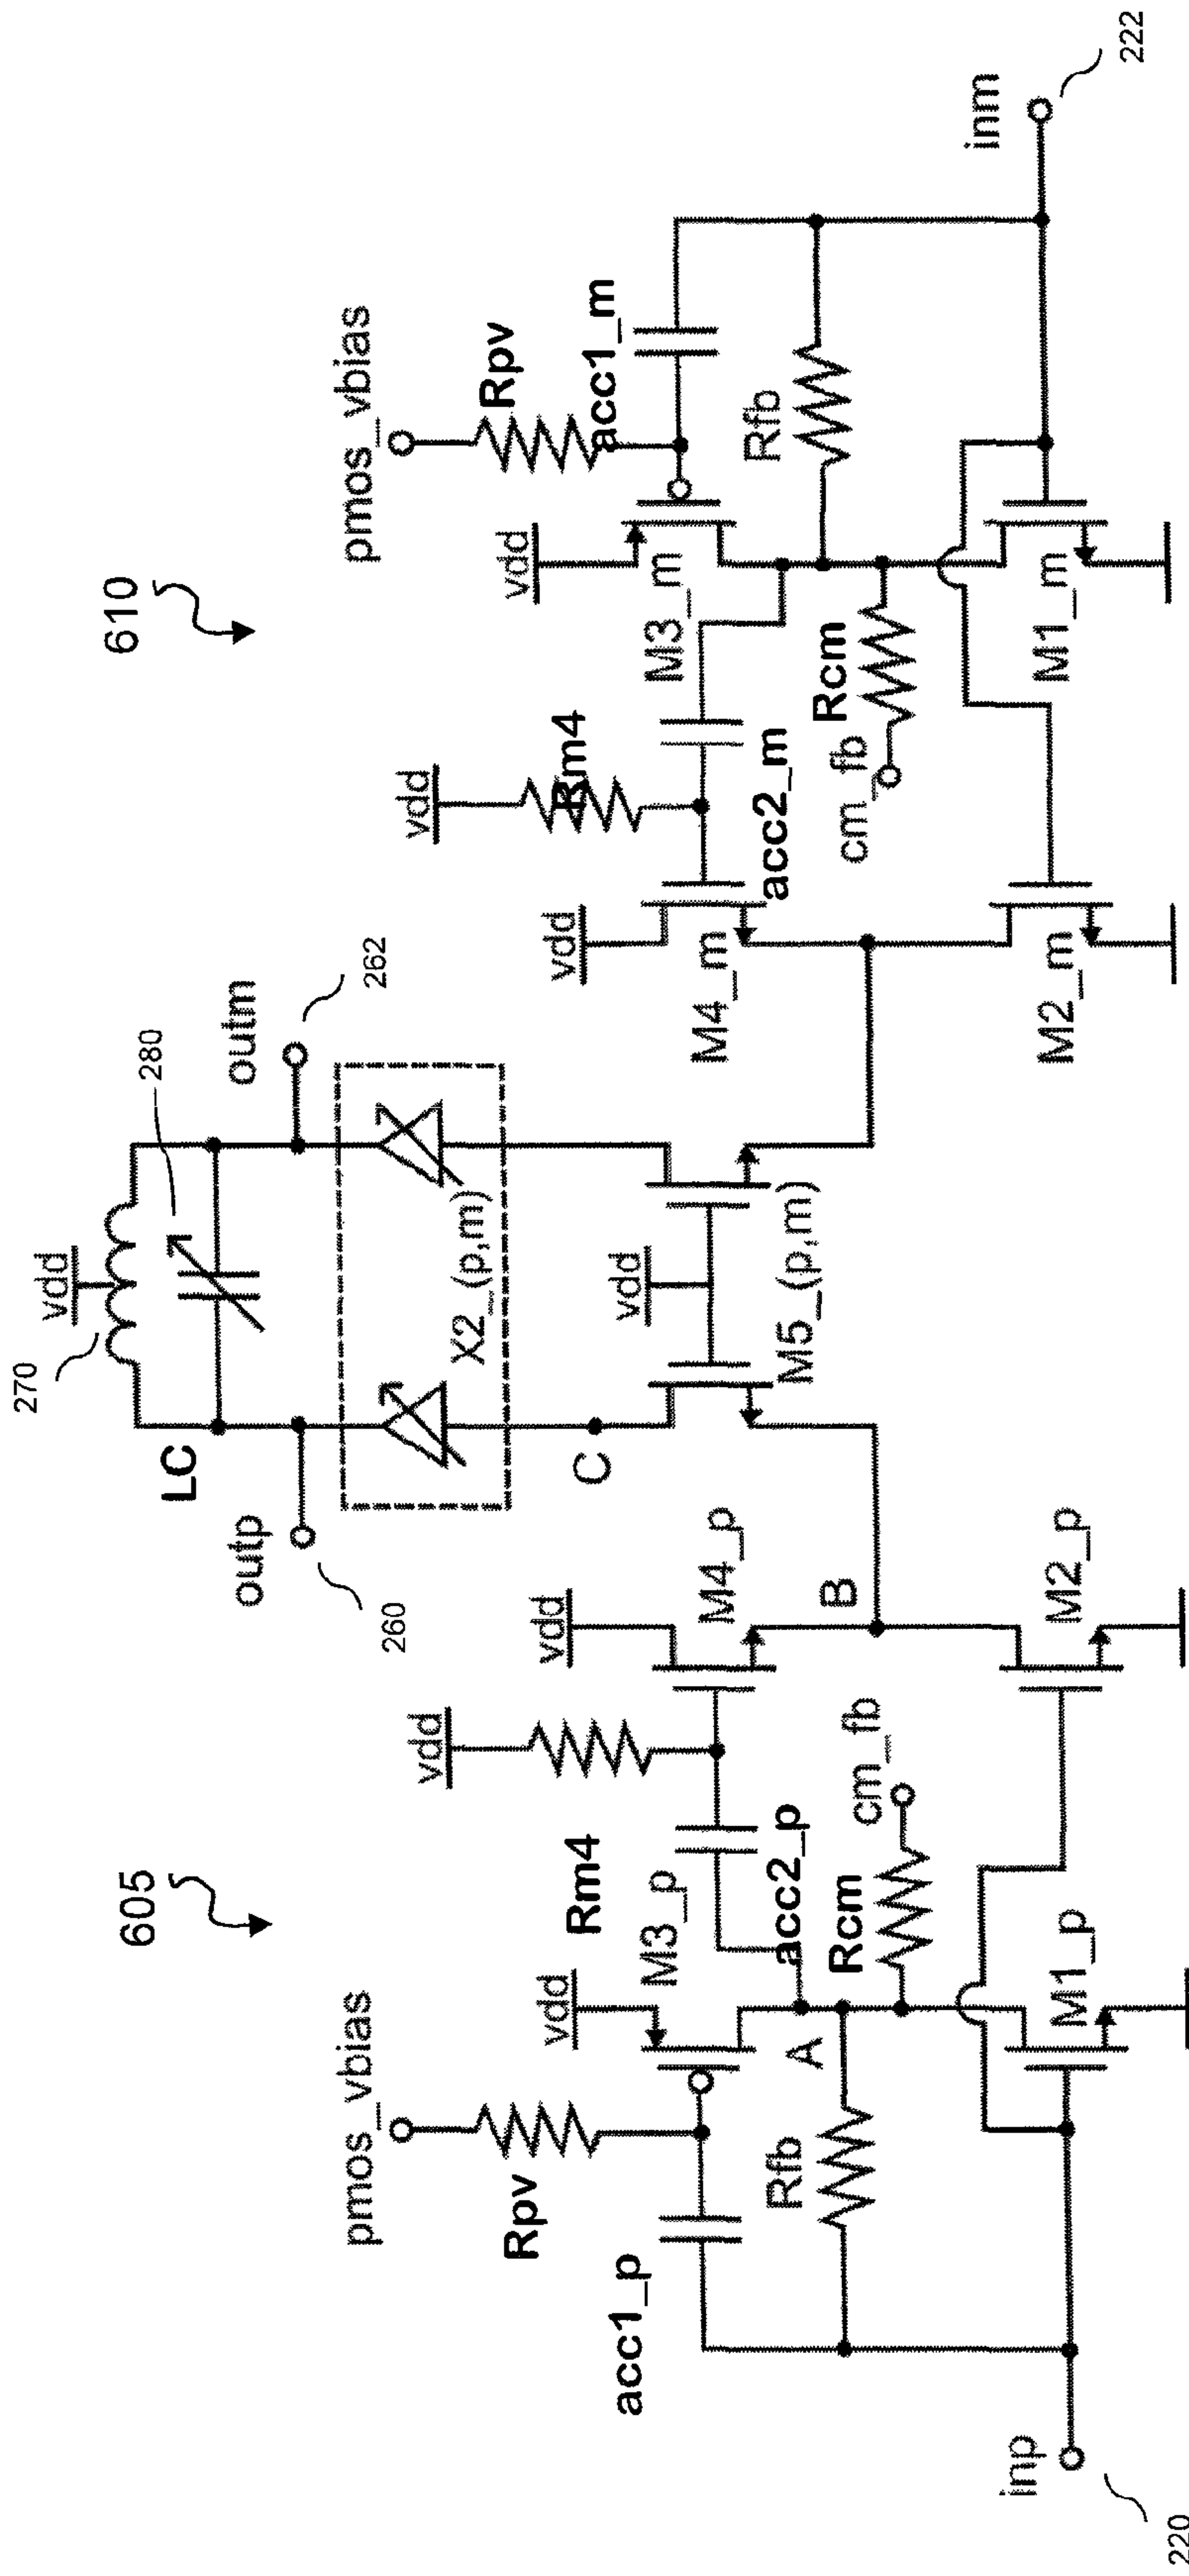 605
610
270
vdd
280
LC
outp
260
outm
262
X2_(p,m)
C
vdd
M5_(p,m)
pmos_vbias
Rpv
acc1_p
vdd
M3_p
Rm4
vdd
acc2_p
vdd
M4_p
A
Rfb
Rcm
cm_fb
B
M1_p
M2_p
inp
220
vdd
M4_m
vdd
Rm4
acc2_m
vdd
M3_m
pmos_vbias
Rpv
acc1_m
Rfb
Rcm
cm_fb
M2_m
M1_m
inm
222